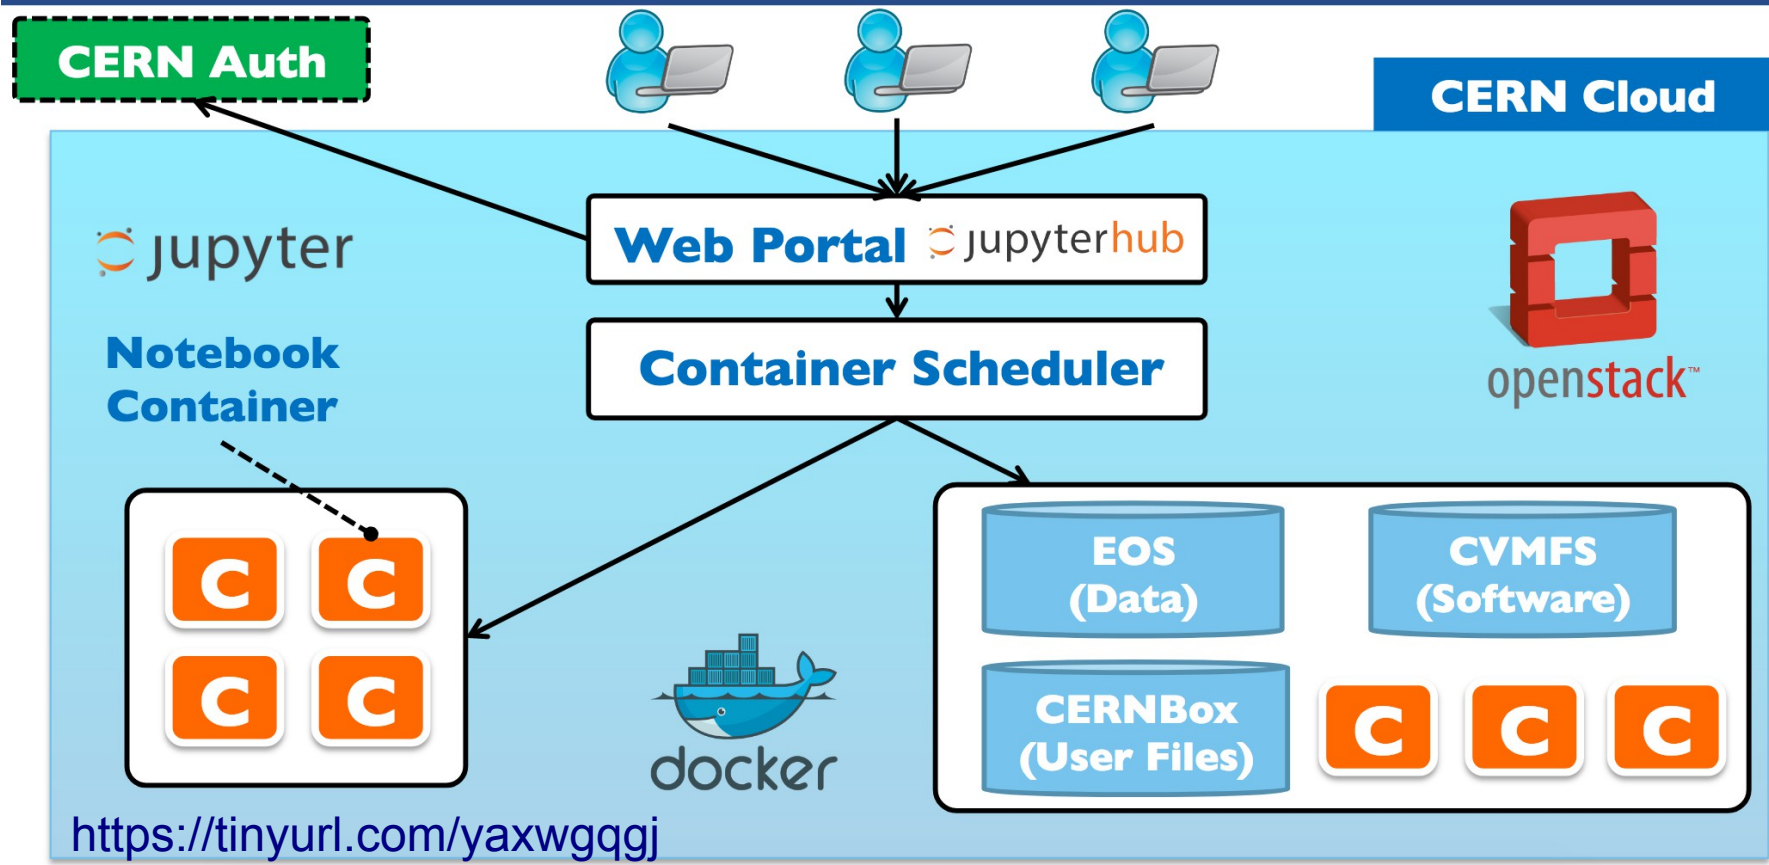 CERN Auth
CERN Cloud
jupyter
Web Portal jupyterhub
Notebook
Container
Container Scheduler
openstack™
C C
C C
docker
EOS
(Data)
CVMFS
(Software)
CERNBox
(User Files)
C C C
https://tinyurl.com/yaxwgqgj